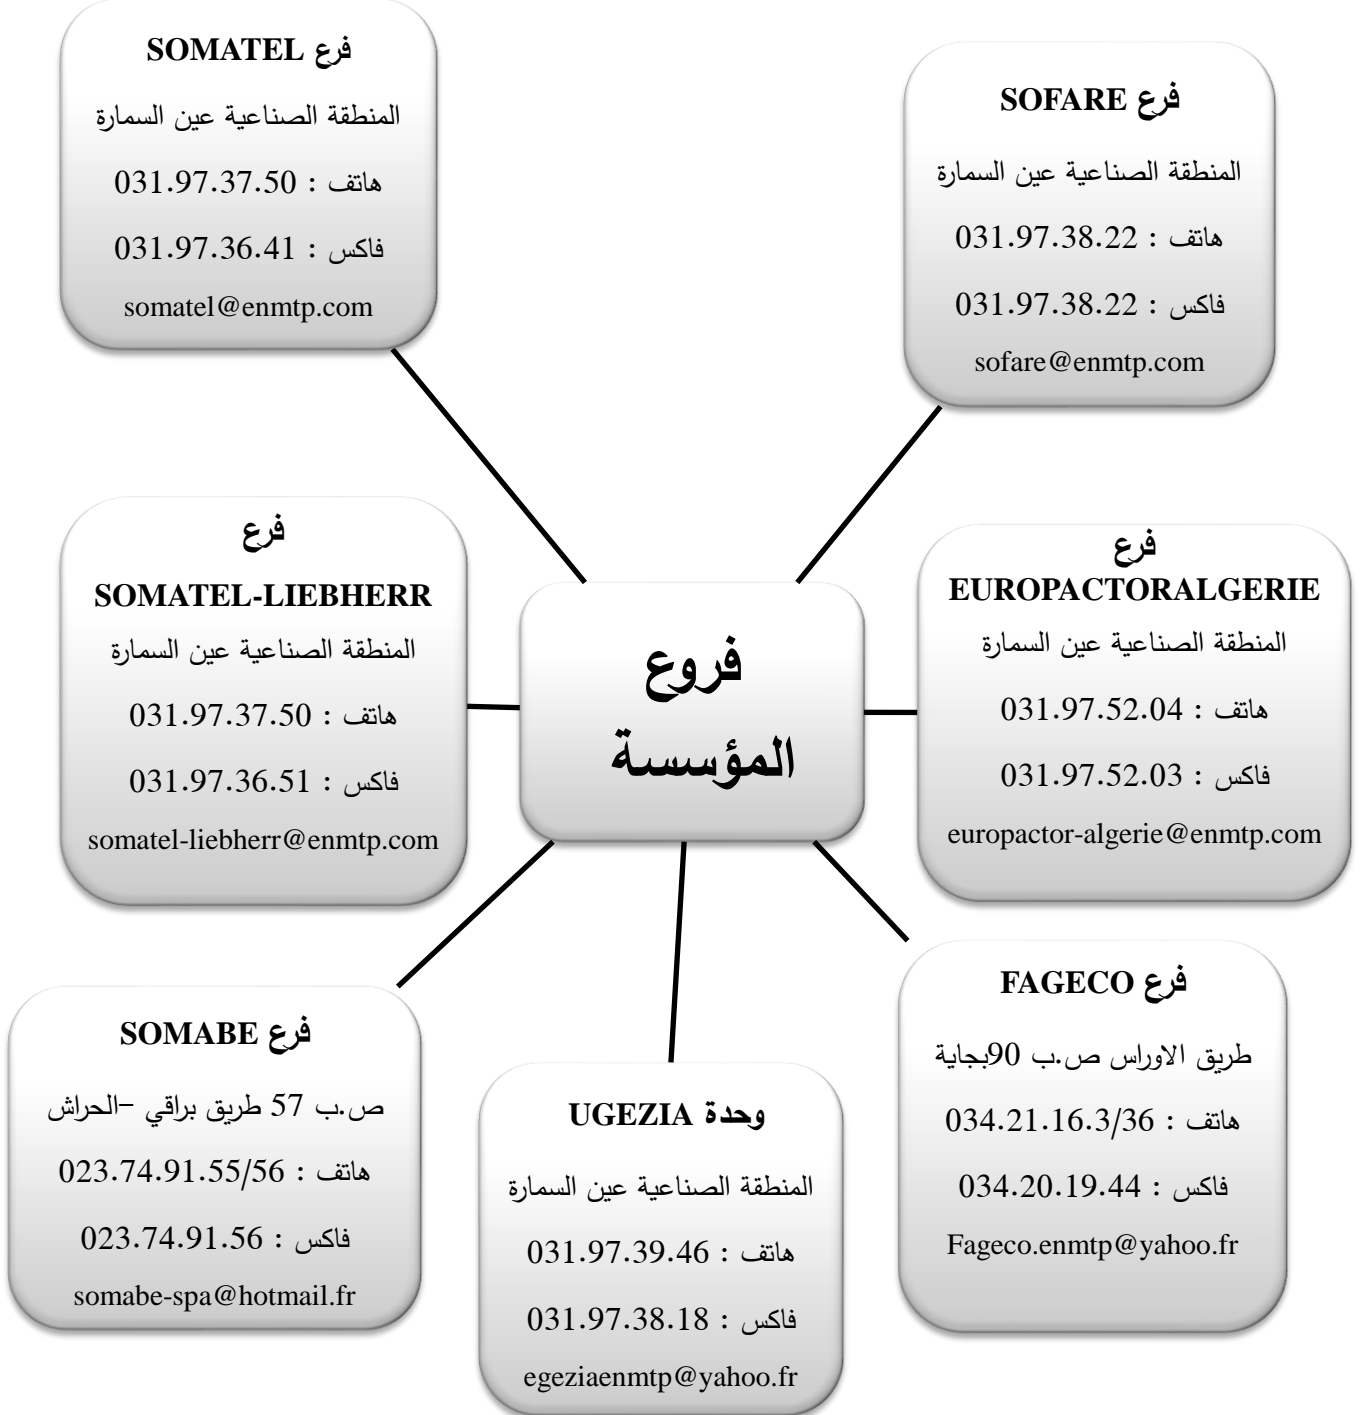 فرع SOMATEL
المنطقة الصناعية عين السمارة
هاتف : 031.97.37.50
فاكس : 031.97.36.41
somatel@enmtp.com
فرع SOFARE
المنطقة الصناعية عين السمارة
هاتف : 031.97.38.22
فاكس : 031.97.38.22
sofare@enmtp.com
فرع
SOMATEL-LIEBHERR
المنطقة الصناعية عين السمارة
هاتف : 031.97.37.50
فاكس : 031.97.36.51
somatel-liebherr@enmtp.com
فروع
المؤسسة
فرع
EUROPACTORALGERIE
المنطقة الصناعية عين السمارة
هاتف : 031.97.52.04
فاكس : 031.97.52.03
europactor-algerie@enmtp.com
فرع SOMABE
ص.ب 57 طريق براقي –الحراش
هاتف : 023.74.91.55/56
فاكس : 023.74.91.56
somabe-spa@hotmail.fr
وحدة UGEZIA
المنطقة الصناعية عين السمارة
هاتف : 031.97.39.46
فاكس : 031.97.38.18
egeziaenmtp@yahoo.fr
فرع FAGECO
طريق الاوراس ص.ب 90بجاية
هاتف : 034.21.16.3/36
فاكس : 034.20.19.44
Fageco.enmtp@yahoo.fr